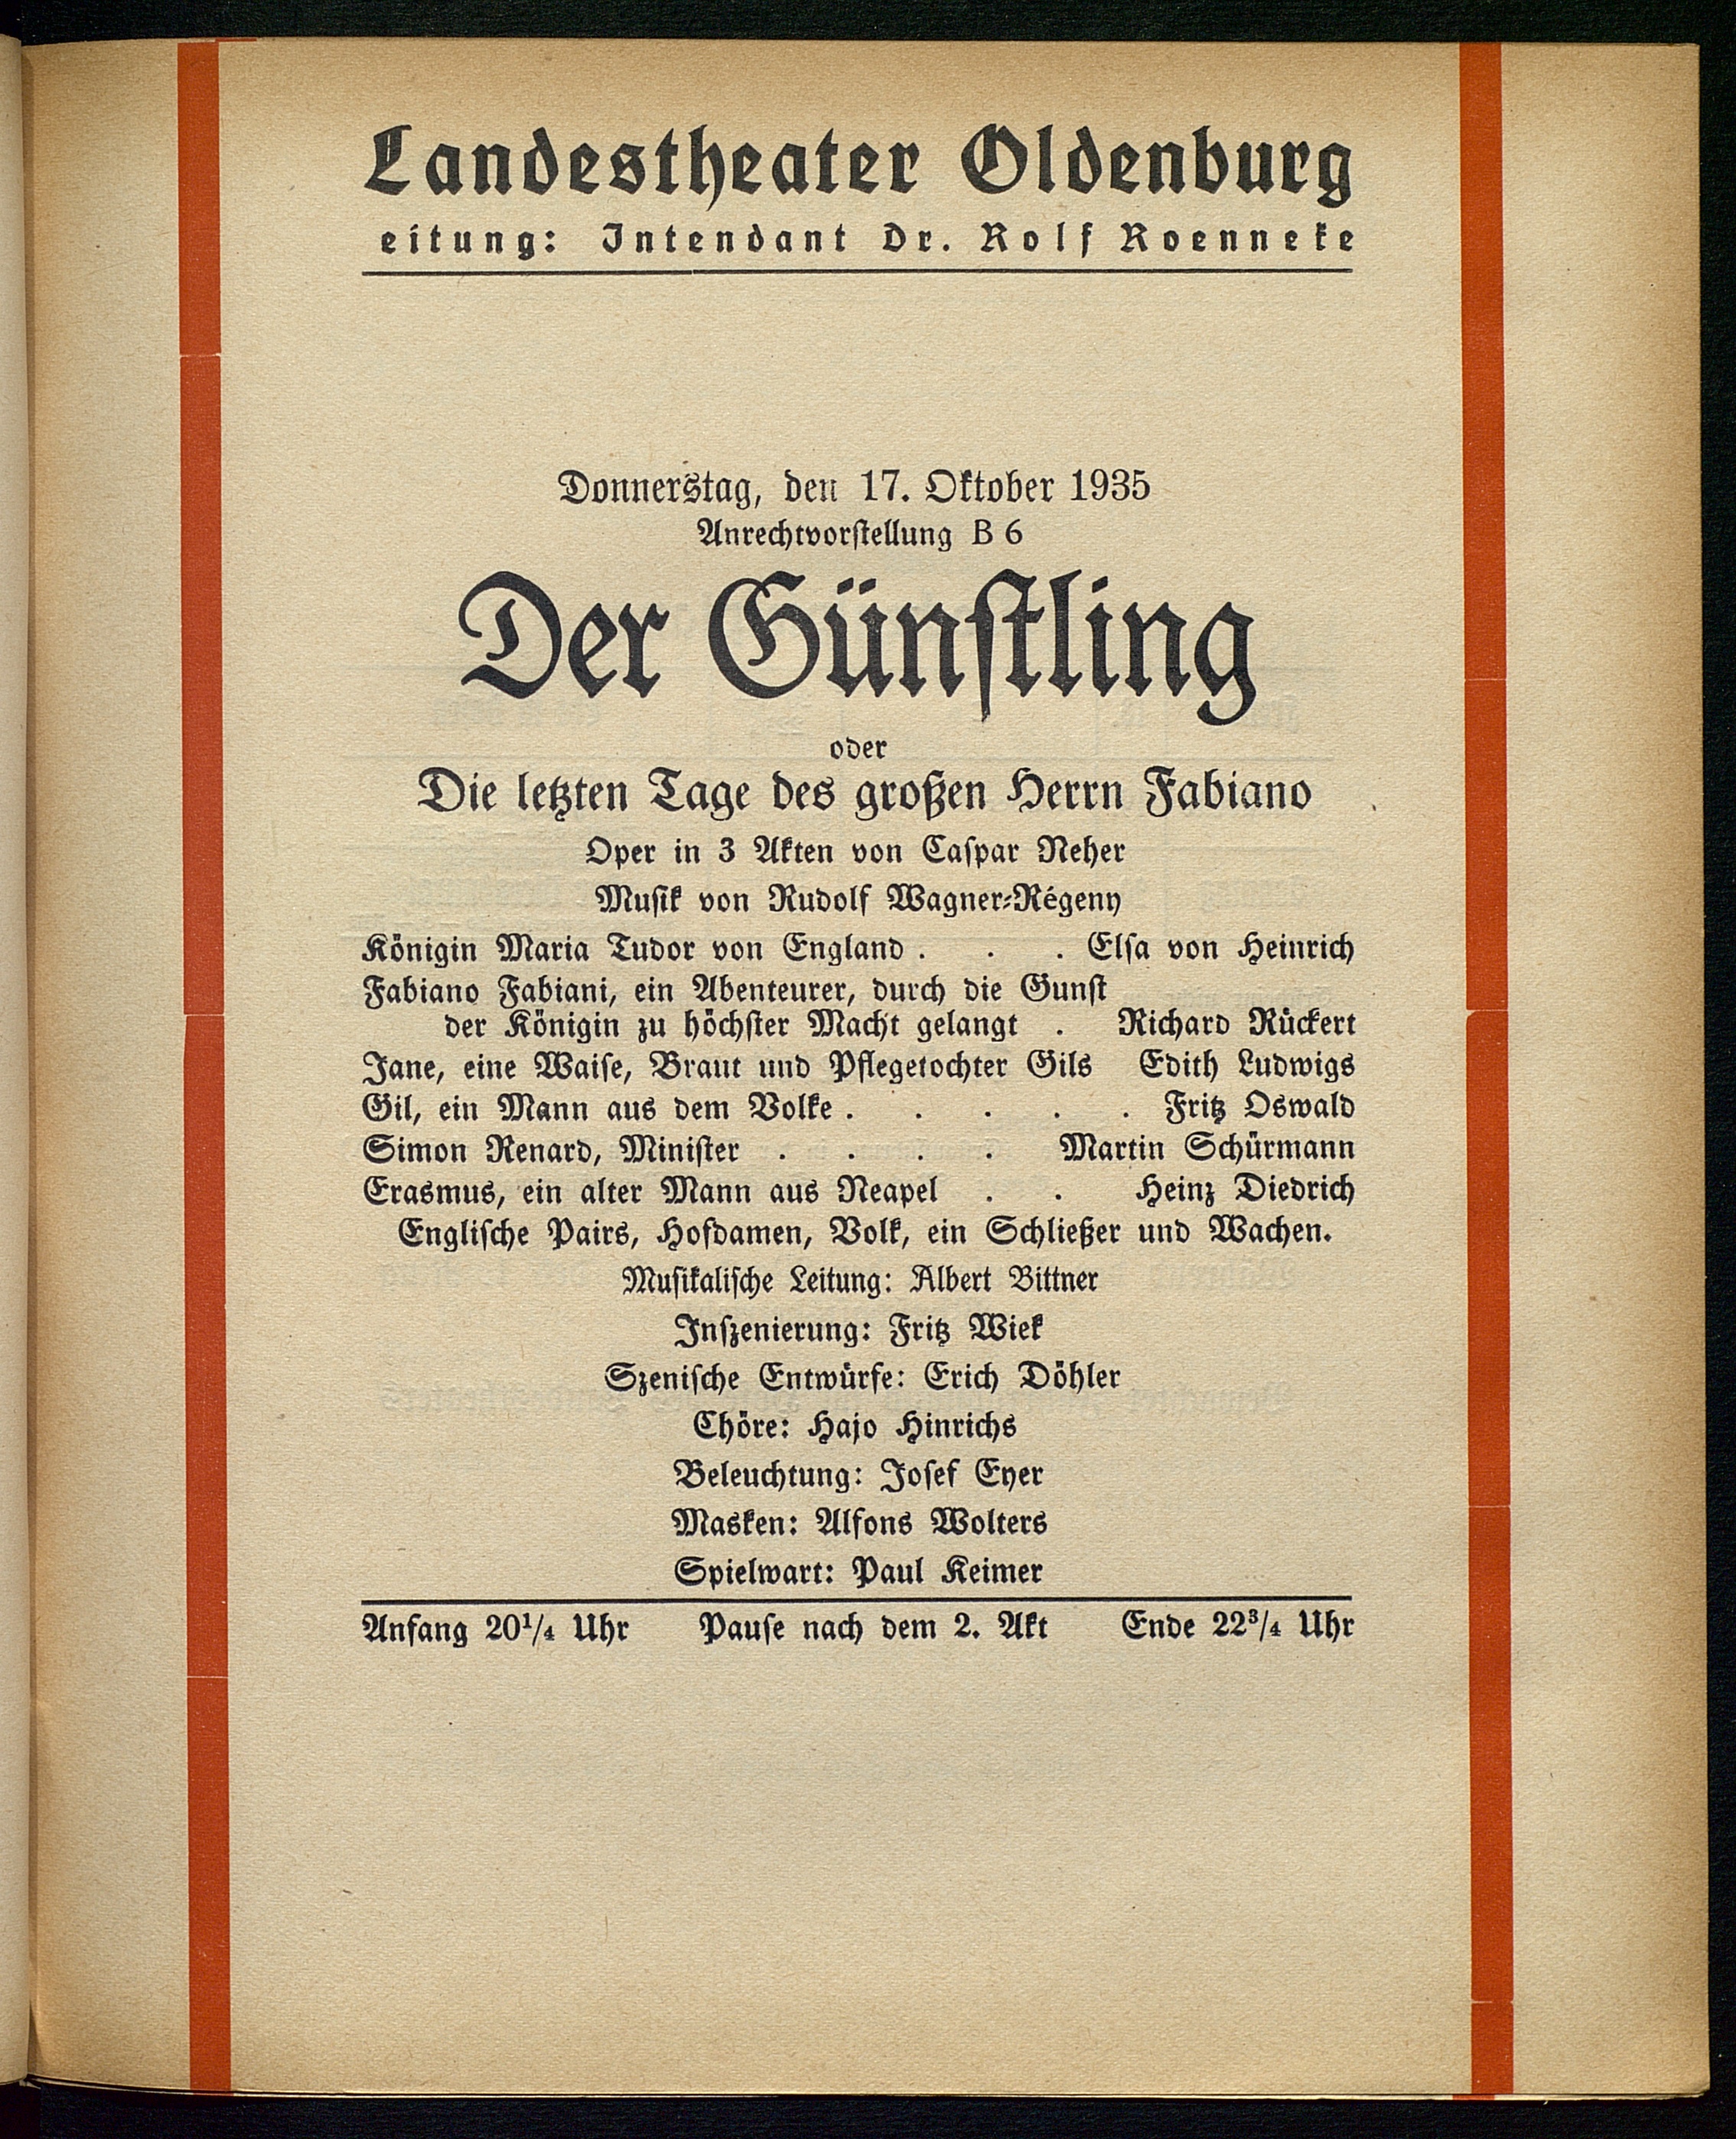 Landestheater Oldenburg
eitung: Intendant Dr. Rolf Roenneke
Donnerstag, den 17. Oktober 1935
Anrechtvorstellung B 6
Der Günstling
oder
Die letzten Tage des großen Herrn Fabiano
Oper in 3 Akten von Caspar Neher
Musik von Rudolf Wagner-Régeny
Königin Maria Tudor von England . . . Elsa von Heinrich
Fabiano Fabiani, ein Abenteurer, durch die Gunst
der Königin zu höchster Macht gelangt . Richard Rückert
Jane, eine Waise, Braut und Pflegetochter Gils Edith Ludwigs
Gil, ein Mann aus dem Volke . . . . . Fritz Oswald
Simon Renard, Minister . . . . Martin Schürmann
Erasmus, ein alter Mann aus Neapel . . Heinz Diedrich
Englische Pairs, Hofdamen, Volk, ein Schließer und Wachen.
Musikalische Leitung: Albert Bittner
Inszenierung: Fritz Wiek
Szenische Entwürfe: Erich Döhler
Chöre: Hajo Hinrichs
Beleuchtung: Josef Eyer
Masken: Alfons Wolters
Spielwart: Paul Keimer
Anfang 20¹/₄ Uhr Pause nach dem 2. Akt Ende 22³/₄ Uhr